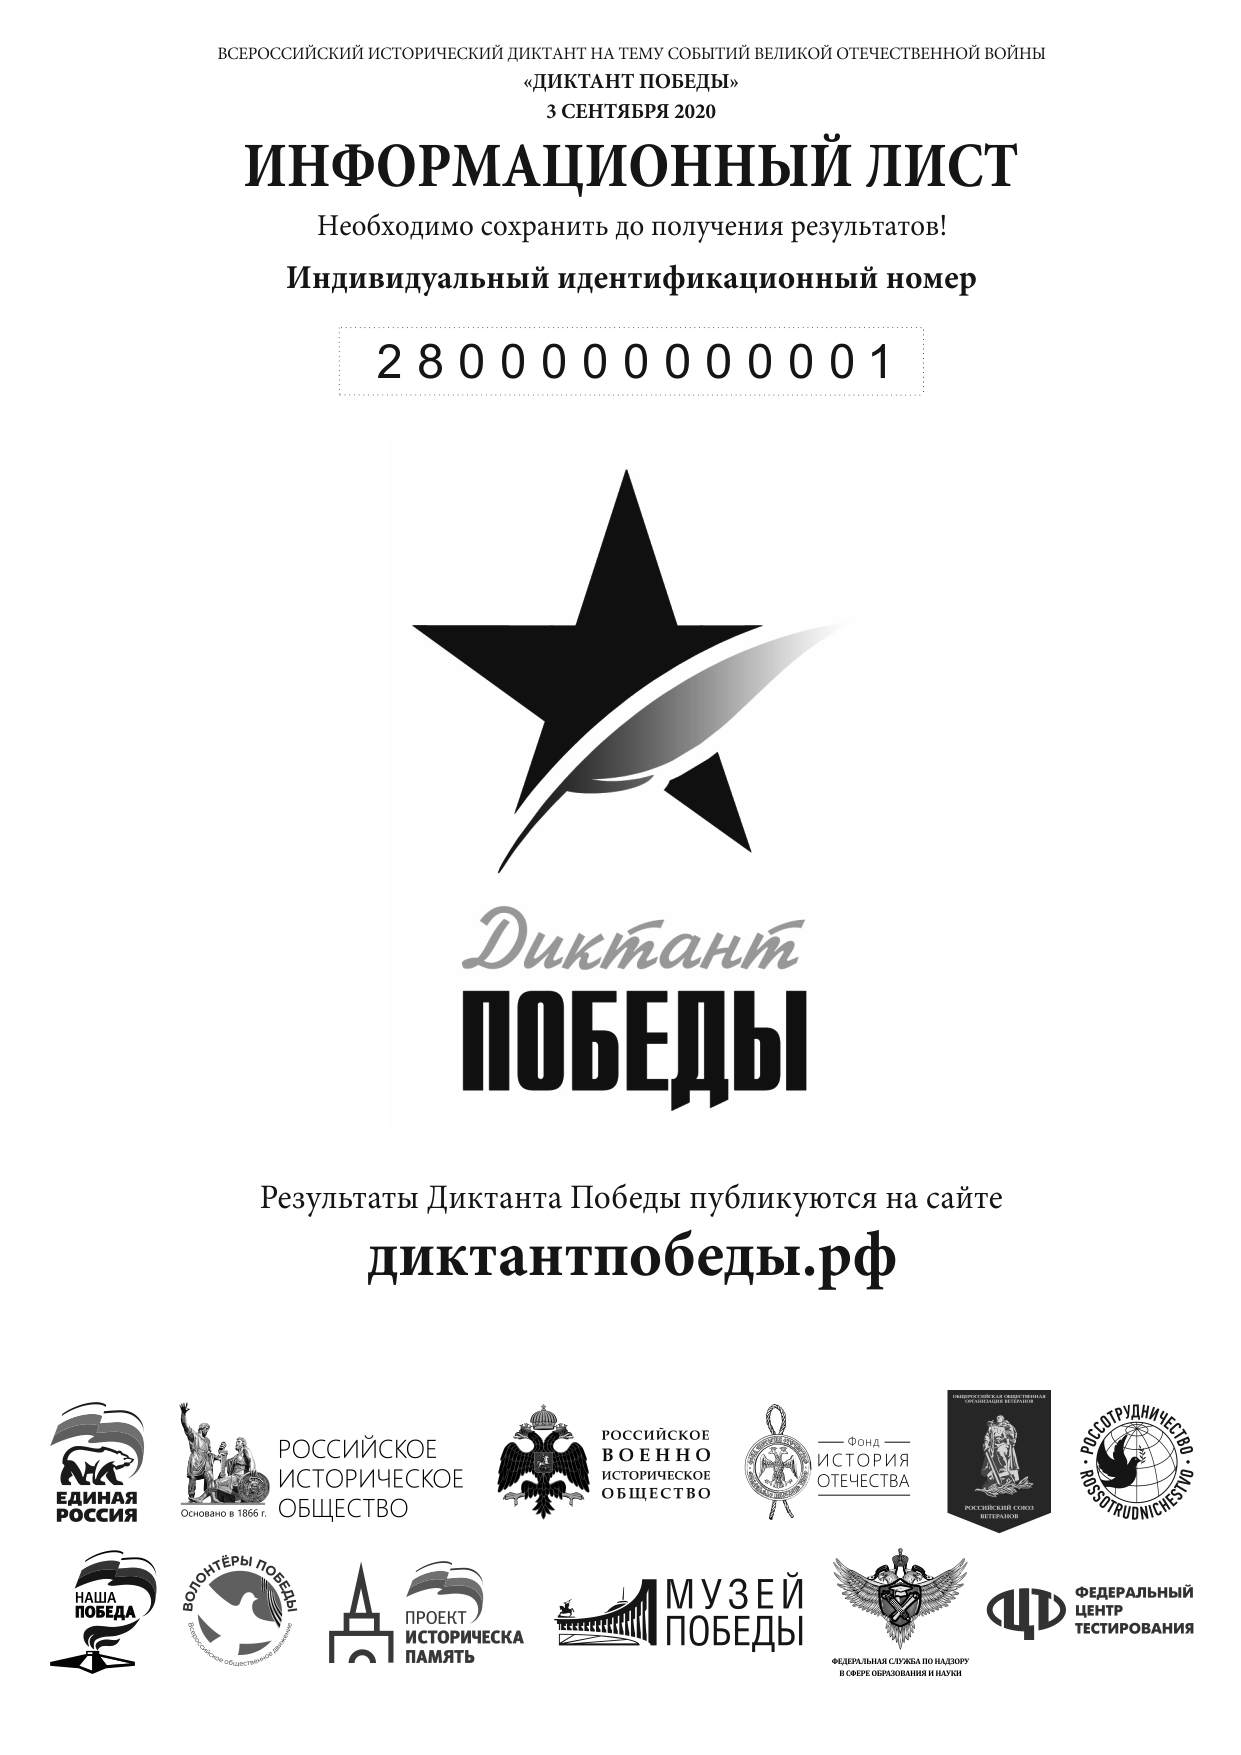 ВСЕРОССИЙСКИЙ ИСТОРИЧЕСКИЙ ДИКТАНТ НА ТЕМУ СОБЫТИЙ ВЕЛИКОЙ ОТЕЧЕСТВЕННОЙ ВОЙНЫ
«ДИКТАНТ ПОБЕДЫ»
3 СЕНТЯБРЯ 2020
ИНФОРМАЦИОННЫЙ ЛИСТ
Необходимо сохранить до получения результатов!
Индивидуальный идентификационный номер
2800000000001
Диктант
ПОБЕДЫ
Результаты Диктанта Победы публикуются на сайте
диктантпобеды.рф
ЕДИНАЯ
РОССИЯ
Основано в 1866 г.
РОССИЙСКОЕ
ИСТОРИЧЕСКОЕ
ОБЩЕСТВО
РОССИЙСКОЕ
ВОЕННО
ИСТОРИЧЕСКОЕ
ОБЩЕСТВО
Фонд
ИСТОРИЯ
ОТЕЧЕСТВА
ОБЩЕРОССИЙСКАЯ ОБЩЕСТВЕННАЯ
ОРГАНИЗАЦИЯ ВЕТЕРАНОВ
РОССИЙСКИЙ СОЮЗ
ВЕТЕРАНОВ
РОССОТРУДНИЧЕСТВО
ROSSOTRUDNICHESTVO
НАША
ПОБЕДА
ВОЛОНТЁРЫ ПОБЕДЫ
Всероссийское общественное движение
ПРОЕКТ
ИСТОРИЧЕСКА
ПАМЯТЬ
МУЗЕЙ
ПОБЕДЫ
ФЕДЕРАЛЬНАЯ СЛУЖБА ПО НАДЗОРУ
В СФЕРЕ ОБРАЗОВАНИЯ И НАУКИ
ФЦТ
ФЕДЕРАЛЬНЫЙ
ЦЕНТР
ТЕСТИРОВАНИЯ